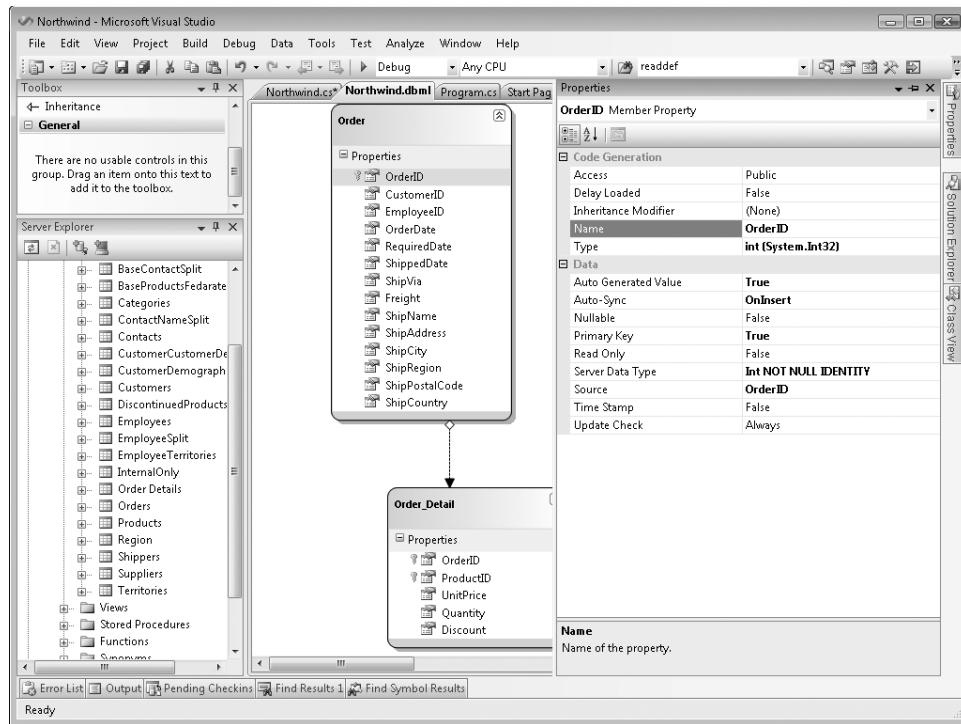 Northwind - Microsoft Visual Studio
File Edit View Project Build Debug Data Tools Test Analyze Window Help
Debug Any CPU readdef
Toolbox
Inheritance
General
There are no usable controls in this
group. Drag an item onto this text to
add it to the toolbox.
Server Explorer
BaseContactSplit
BaseProductsFedarate
Categories
ContactNameSplit
Contacts
CustomerCustomerDe
CustomerDemograph
Customers
DiscontinuedProducts
Employees
EmployeeSplit
EmployeeTerritories
InternalOnly
Order Details
Orders
Products
Region
Shippers
Suppliers
Territories
Views
Stored Procedures
Functions
Synonyms
Northwind.cs* Northwind.dbml Program.cs Start Pag
Order
Properties
OrderID
CustomerID
EmployeeID
OrderDate
RequiredDate
ShippedDate
ShipVia
Freight
ShipName
ShipAddress
ShipCity
ShipRegion
ShipPostalCode
ShipCountry
Order_Detail
Properties
OrderID
ProductID
UnitPrice
Quantity
Discount
Properties
OrderID Member Property
Code Generation
Access Public
Delay Loaded False
Inheritance Modifier (None)
Name OrderID
Type int (System.Int32)
Data
Auto Generated Value True
Auto-Sync OnInsert
Nullable False
Primary Key True
Read Only False
Server Data Type Int NOT NULL IDENTITY
Source OrderID
Time Stamp False
Update Check Always
Name
Name of the property.
Properties
Solution Explorer
Class View
Error List Output Pending Checkins Find Results 1 Find Symbol Results
Ready